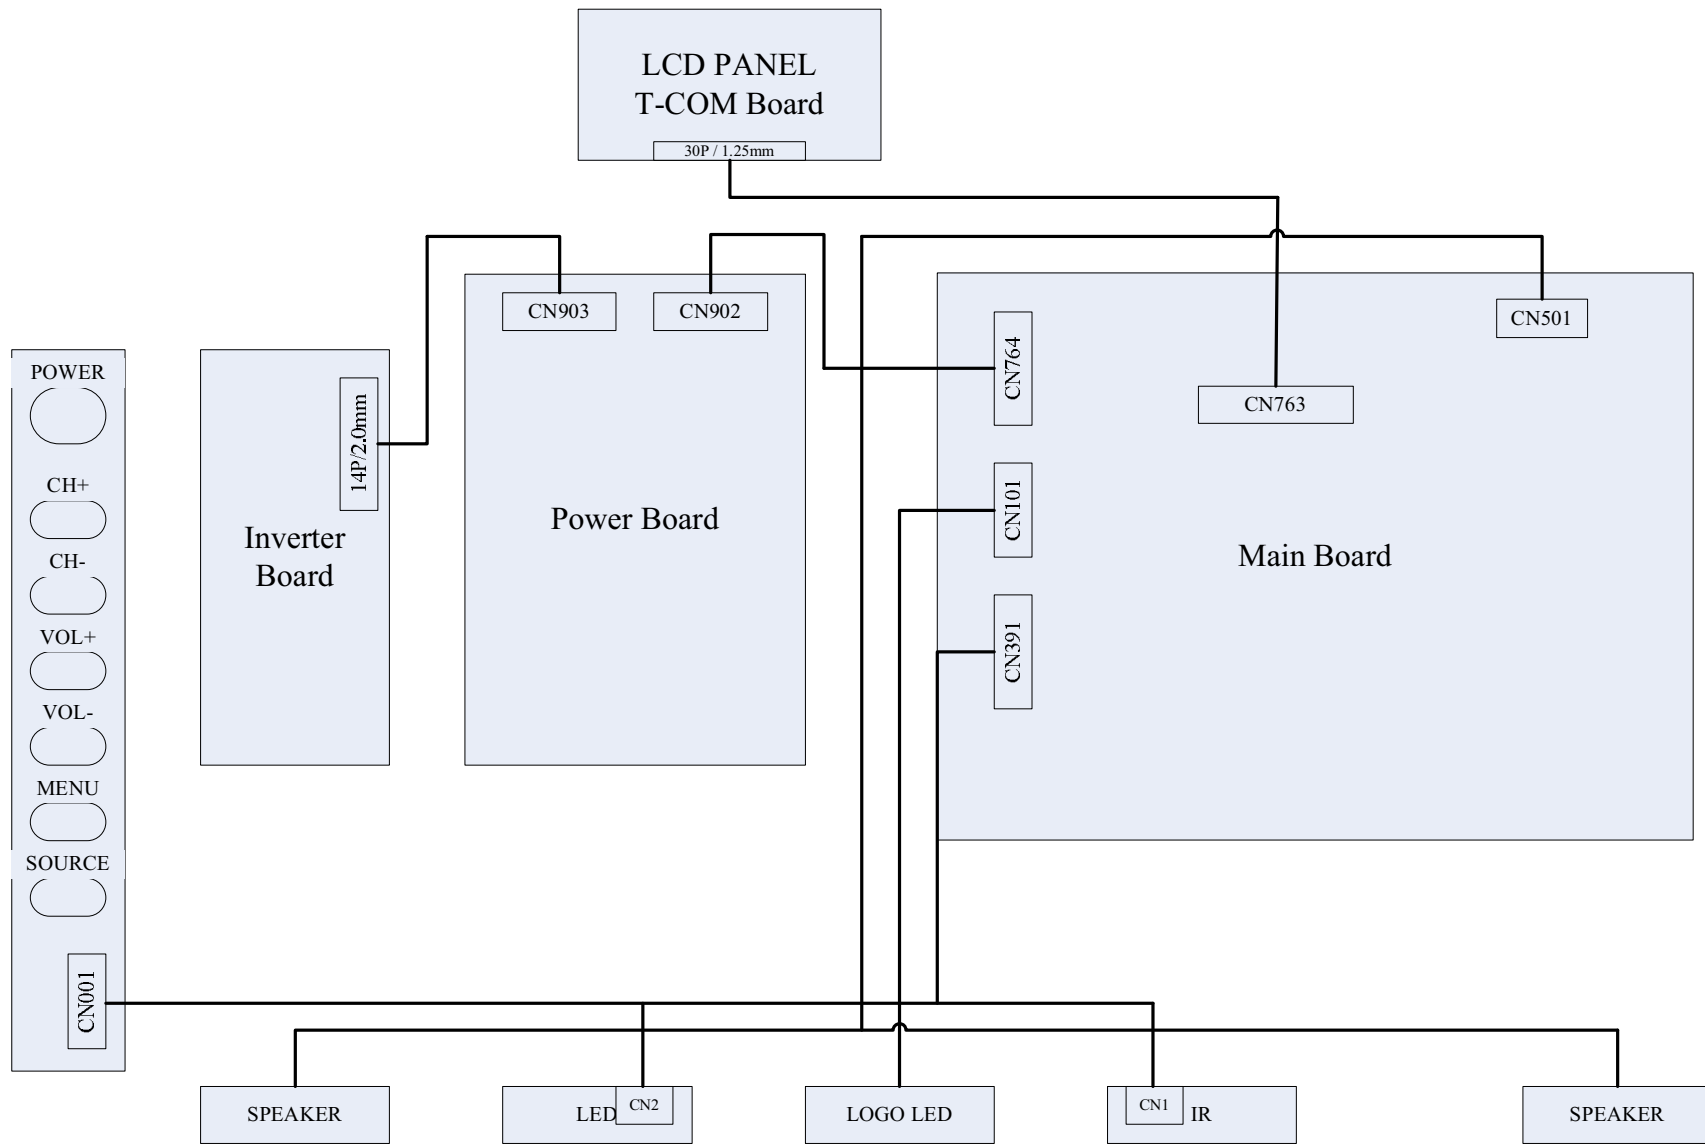 LCD PANEL
T-COM Board
30P / 1.25mm
CN903
CN902
CN501
CN764
CN763
POWER
CH+
CH-
VOL+
VOL-
MENU
SOURCE
CN001
14P/2.0mm
Inverter
Board
Power Board
CN101
Main Board
CN391
SPEAKER
LED
CN2
LOGO LED
CN1
IR
SPEAKER